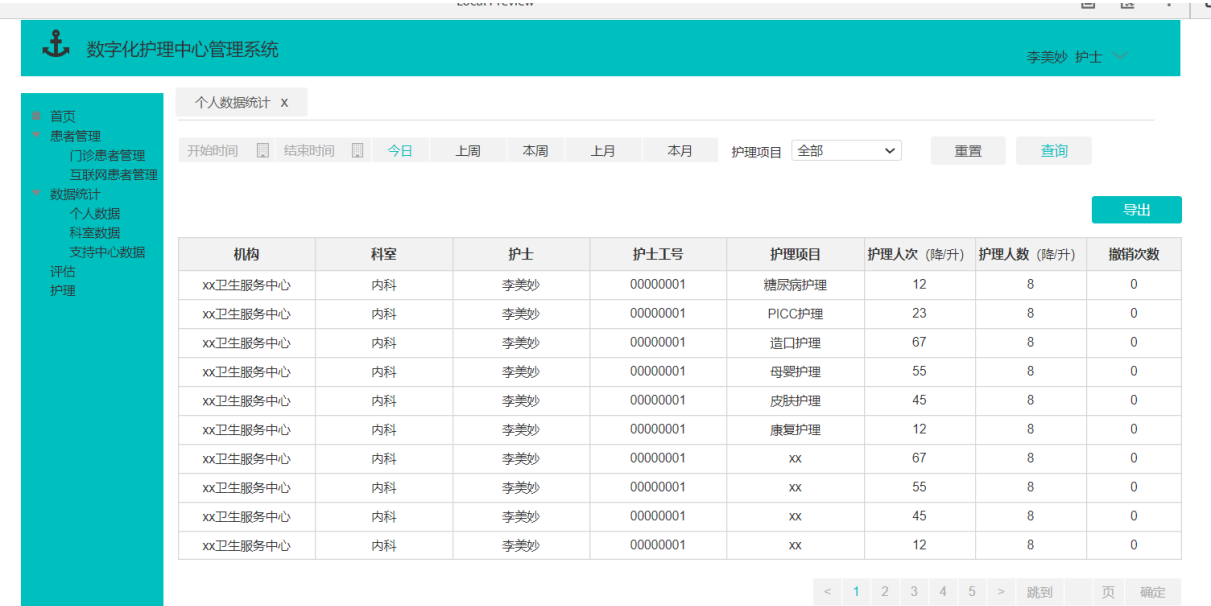 数字化护理中心管理系统
李美妙 护士
个人数据统计 x
首页
患者管理
门诊患者管理
互联网患者管理
数据统计
个人数据
科室数据
支持中心数据
评估
护理
开始时间 结束时间 今日 上周 本周 上月 本月 护理项目 全部 重置 查询
导出
机构 科室 护士 护士工号 护理项目 护理人次（降/升） 护理人数（降/升） 撤销次数
xx卫生服务中心 内科 李美妙 00000001 糖尿病护理 12 8 0
xx卫生服务中心 内科 李美妙 00000001 PICC护理 23 8 0
xx卫生服务中心 内科 李美妙 00000001 造口护理 67 8 0
xx卫生服务中心 内科 李美妙 00000001 母婴护理 55 8 0
xx卫生服务中心 内科 李美妙 00000001 皮肤护理 45 8 0
xx卫生服务中心 内科 李美妙 00000001 康复护理 12 8 0
xx卫生服务中心 内科 李美妙 00000001 xx 67 8 0
xx卫生服务中心 内科 李美妙 00000001 xx 55 8 0
xx卫生服务中心 内科 李美妙 00000001 xx 45 8 0
xx卫生服务中心 内科 李美妙 00000001 xx 12 8 0
< 1 2 3 4 5 > 跳到 页 确定